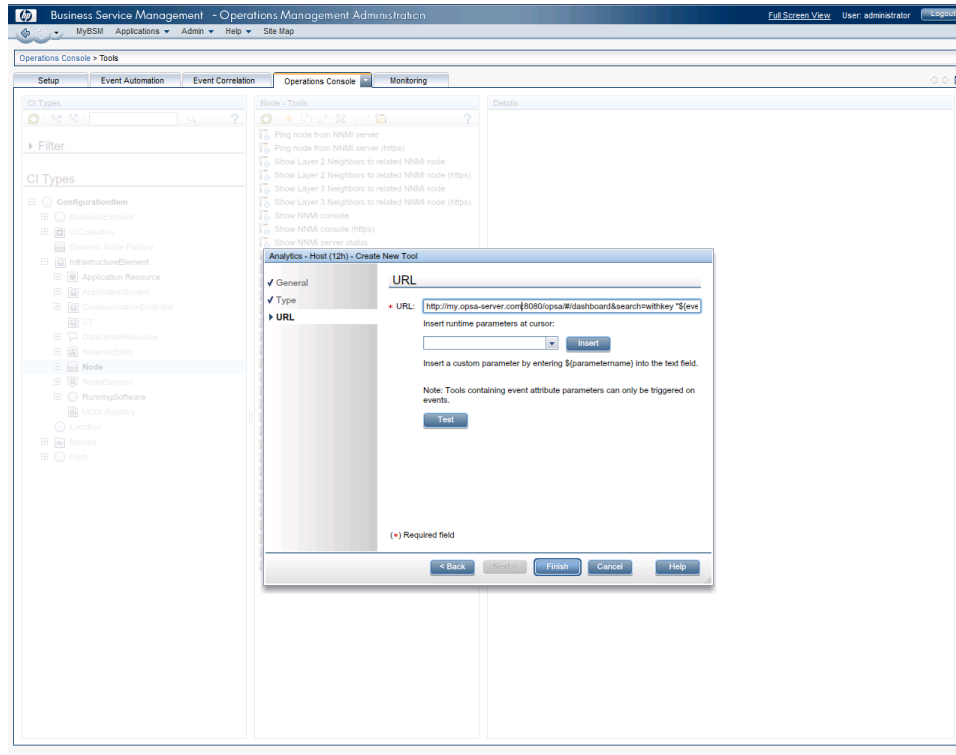 hp Business Service Management - Operations Management Administration Full Screen View User: administrator Logout
MyBSM Applications Admin Help Site Map
Operations Console > Tools
Setup Event Automation Event Correlation Operations Console Monitoring
CI Types
?
Filter
CI Types
ConfigurationItem
BusinessElement
CiCollection
Dynamic Node Factory
InfrastructureElement
Application Resource
ApplicationSystem
CommunicationEndpoint
CT
DatacenterResource
NetworkEntity
Node
NodeElement
RunningSoftware
UDDI Registry
Location
Monitor
Party
Node - Tools
?
Ping node from NNMi server
Ping node from NNMi server (https)
Show Layer 2 Neighbors to related NNMi node
Show Layer 2 Neighbors to related NNMi node (https)
Show Layer 3 Neighbors to related NNMi node
Show Layer 3 Neighbors to related NNMi node (https)
Show NNMi console
Show NNMi console (https)
Show NNMi server status
Details
Analytics - Host (12h) - Create New Tool
General
Type
URL
URL
* URL: http://my.opsa-server.com:8080/opsa/#/dashboard&search=withkey "${eve
Insert runtime parameters at cursor:
Insert
Insert a custom parameter by entering ${parametername} into the text field.
Note: Tools containing event attribute parameters can only be triggered on
events.
Test
(*) Required field
< Back Next > Finish Cancel Help